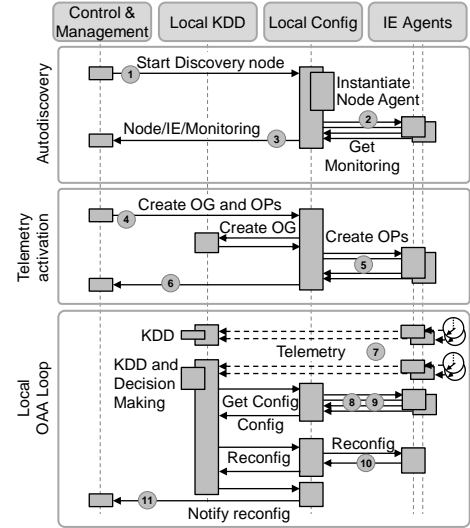 Control &
Management
Local KDD
Local Config
IE Agents
Autodiscovery
1
Start Discovery node
Instantiate
Node Agent
2
Node/IE/Monitoring
3
Get
Monitoring
Telemetry
activation
Create OG and OPs
4
Create OG
Create OPs
5
6
Local
OAA Loop
KDD
Telemetry
7
KDD and
Decision
Making
Get Config
8
9
Config
Reconfig
Reconfig
10
11
Notify reconfig